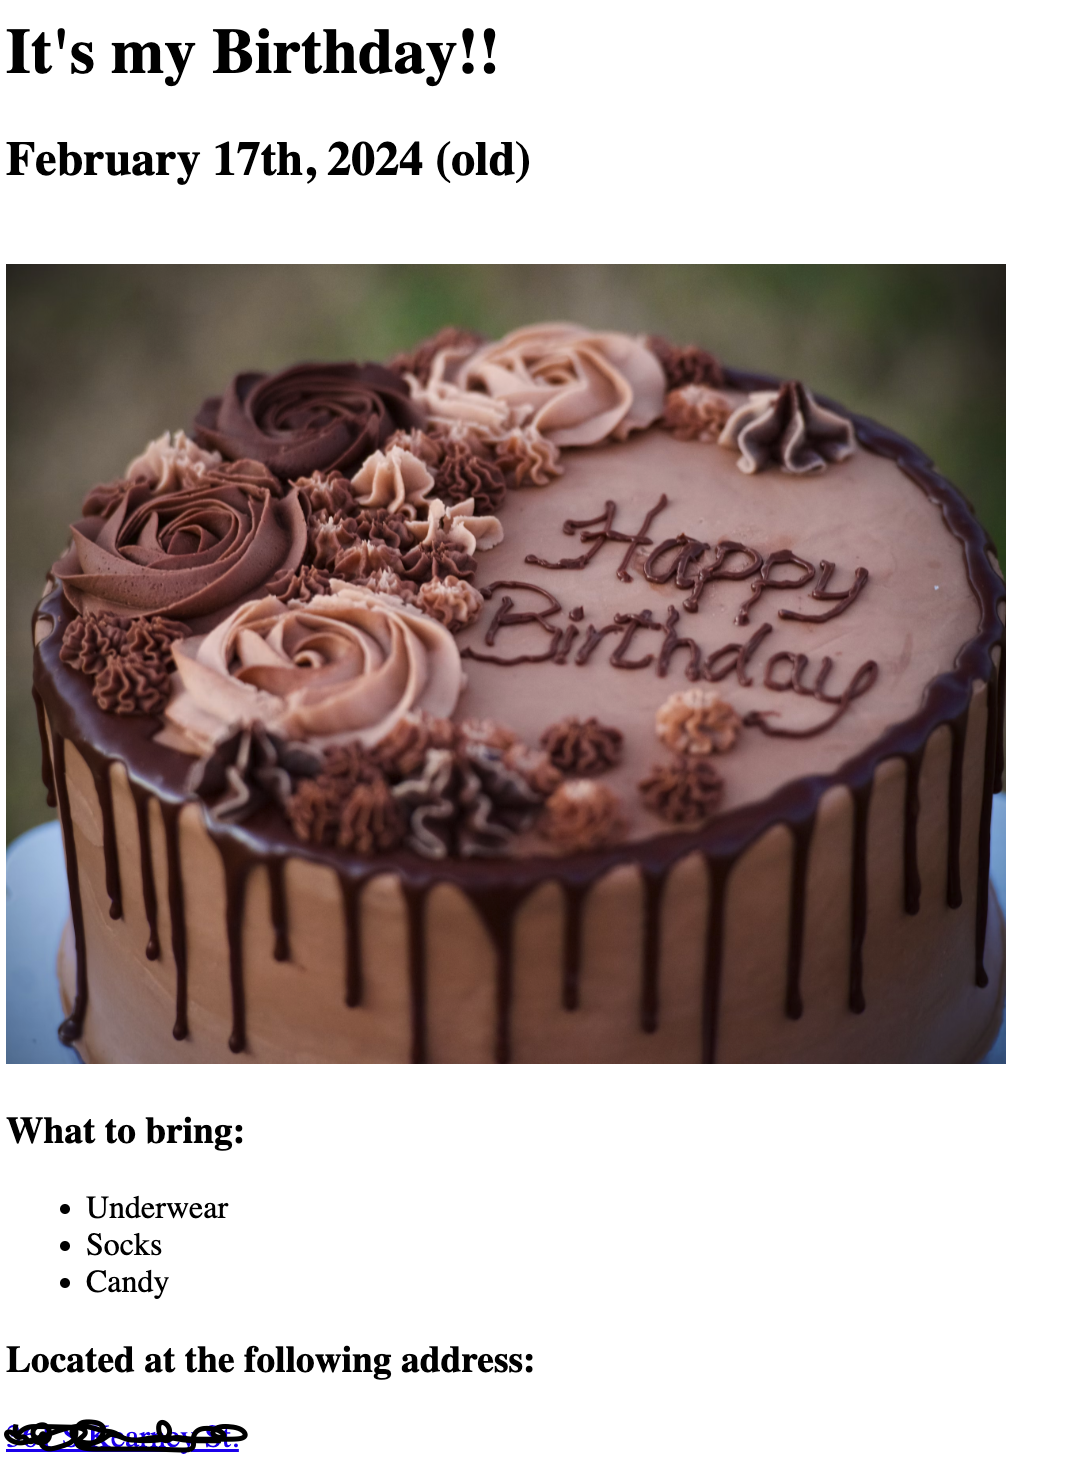 It's my Birthday!!
February 17th, 2024 (old)
Happy
Birthday
What to bring:
Underwear
Socks
Candy
Located at the following address: